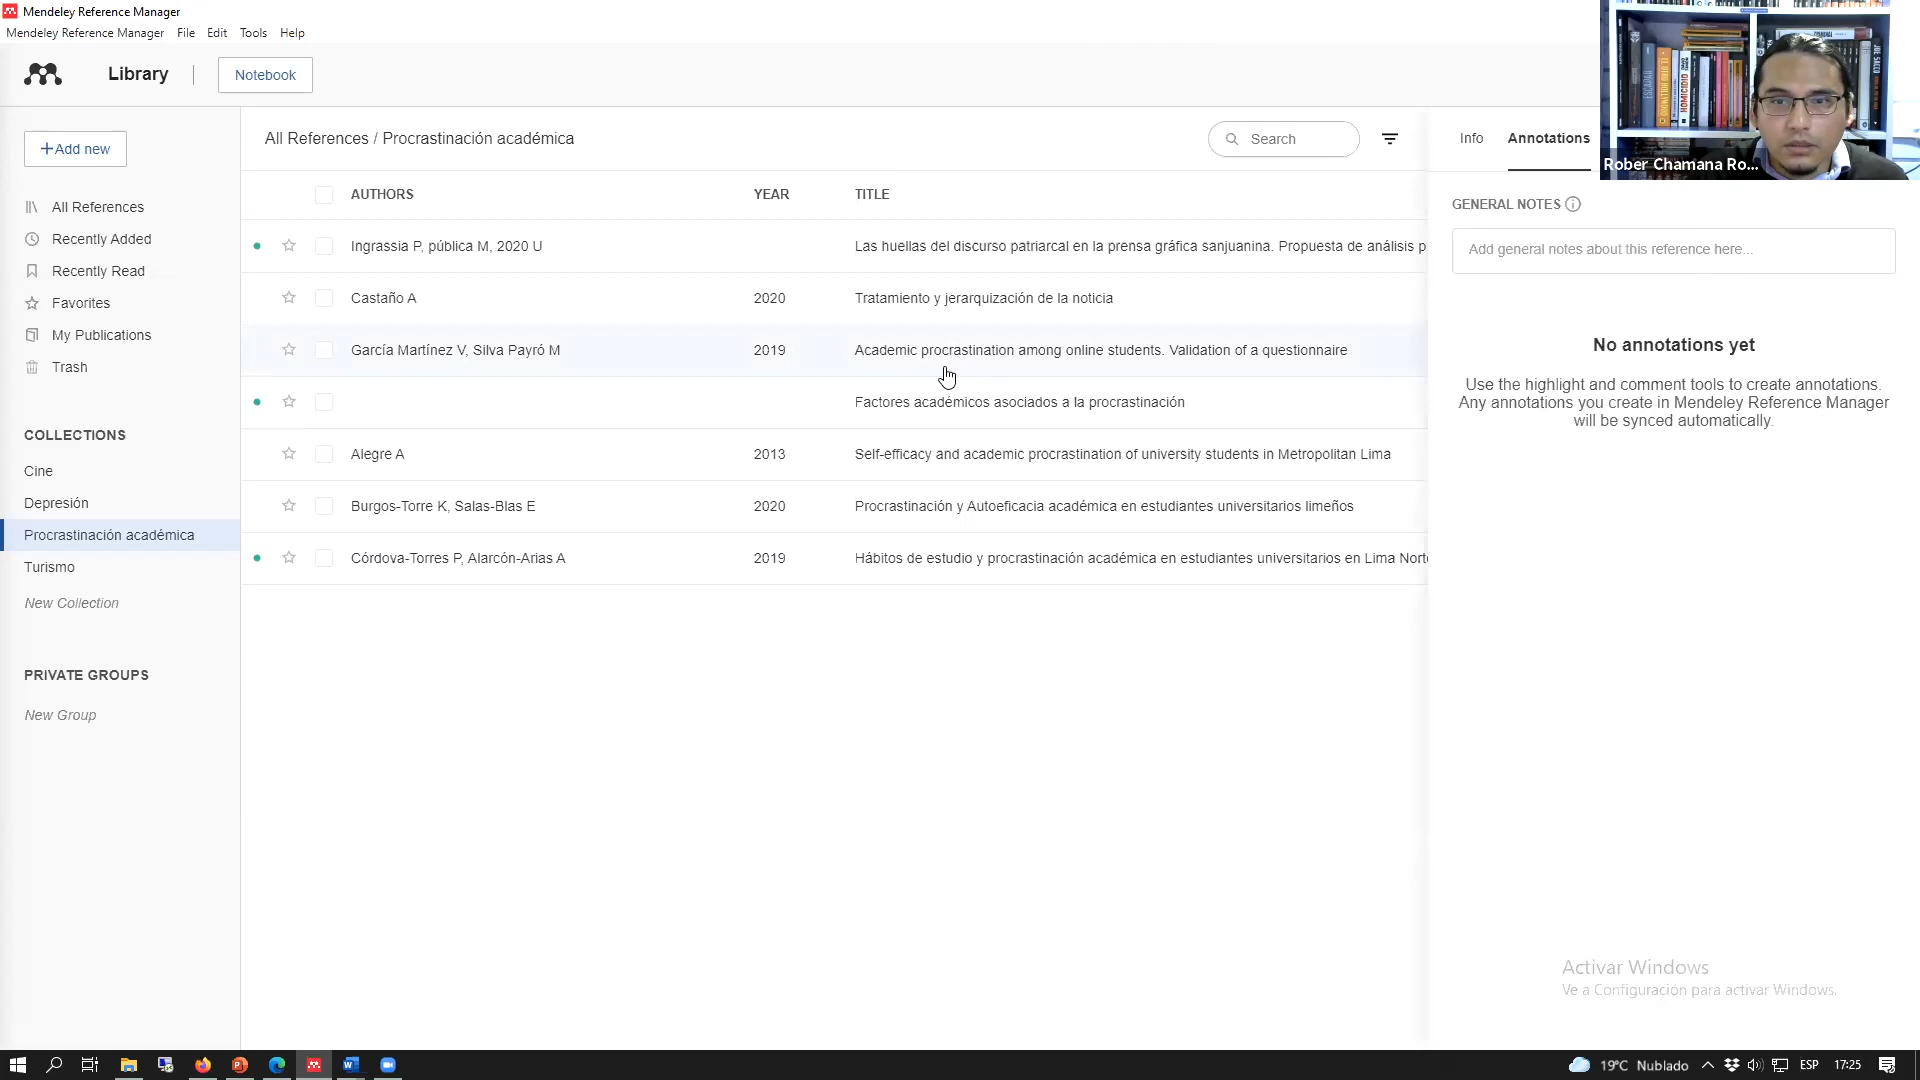 Mendeley Reference Manager
Mendeley Reference Manager File Edit Tools Help
Library
Notebook
Rober Chamana Ro...
+Add new
All References
Recently Added
Recently Read
Favorites
My Publications
Trash
COLLECTIONS
Cine
Depresión
Procrastinación académica
Turismo
New Collection
PRIVATE GROUPS
New Group
All References / Procrastinación académica
Search
AUTHORS YEAR TITLE
Ingrassia P, pública M, 2020 U Las huellas del discurso patriarcal en la prensa gráfica sanjuanina. Propuesta de análisis p
Castaño A 2020 Tratamiento y jerarquización de la noticia
García Martínez V, Silva Payró M 2019 Academic procrastination among online students. Validation of a questionnaire
Factores académicos asociados a la procrastinación
Alegre A 2013 Self-efficacy and academic procrastination of university students in Metropolitan Lima
Burgos-Torre K, Salas-Blas E 2020 Procrastinación y Autoeficacia académica en estudiantes universitarios limeños
Córdova-Torres P, Alarcón-Arias A 2019 Hábitos de estudio y procrastinación académica en estudiantes universitarios en Lima Norte
Info Annotations
GENERAL NOTES
Add general notes about this reference here...
No annotations yet
Use the highlight and comment tools to create annotations.
Any annotations you create in Mendeley Reference Manager
will be synced automatically.
Activar Windows
Ve a Configuración para activar Windows.
19°C Nublado ESP 17:25